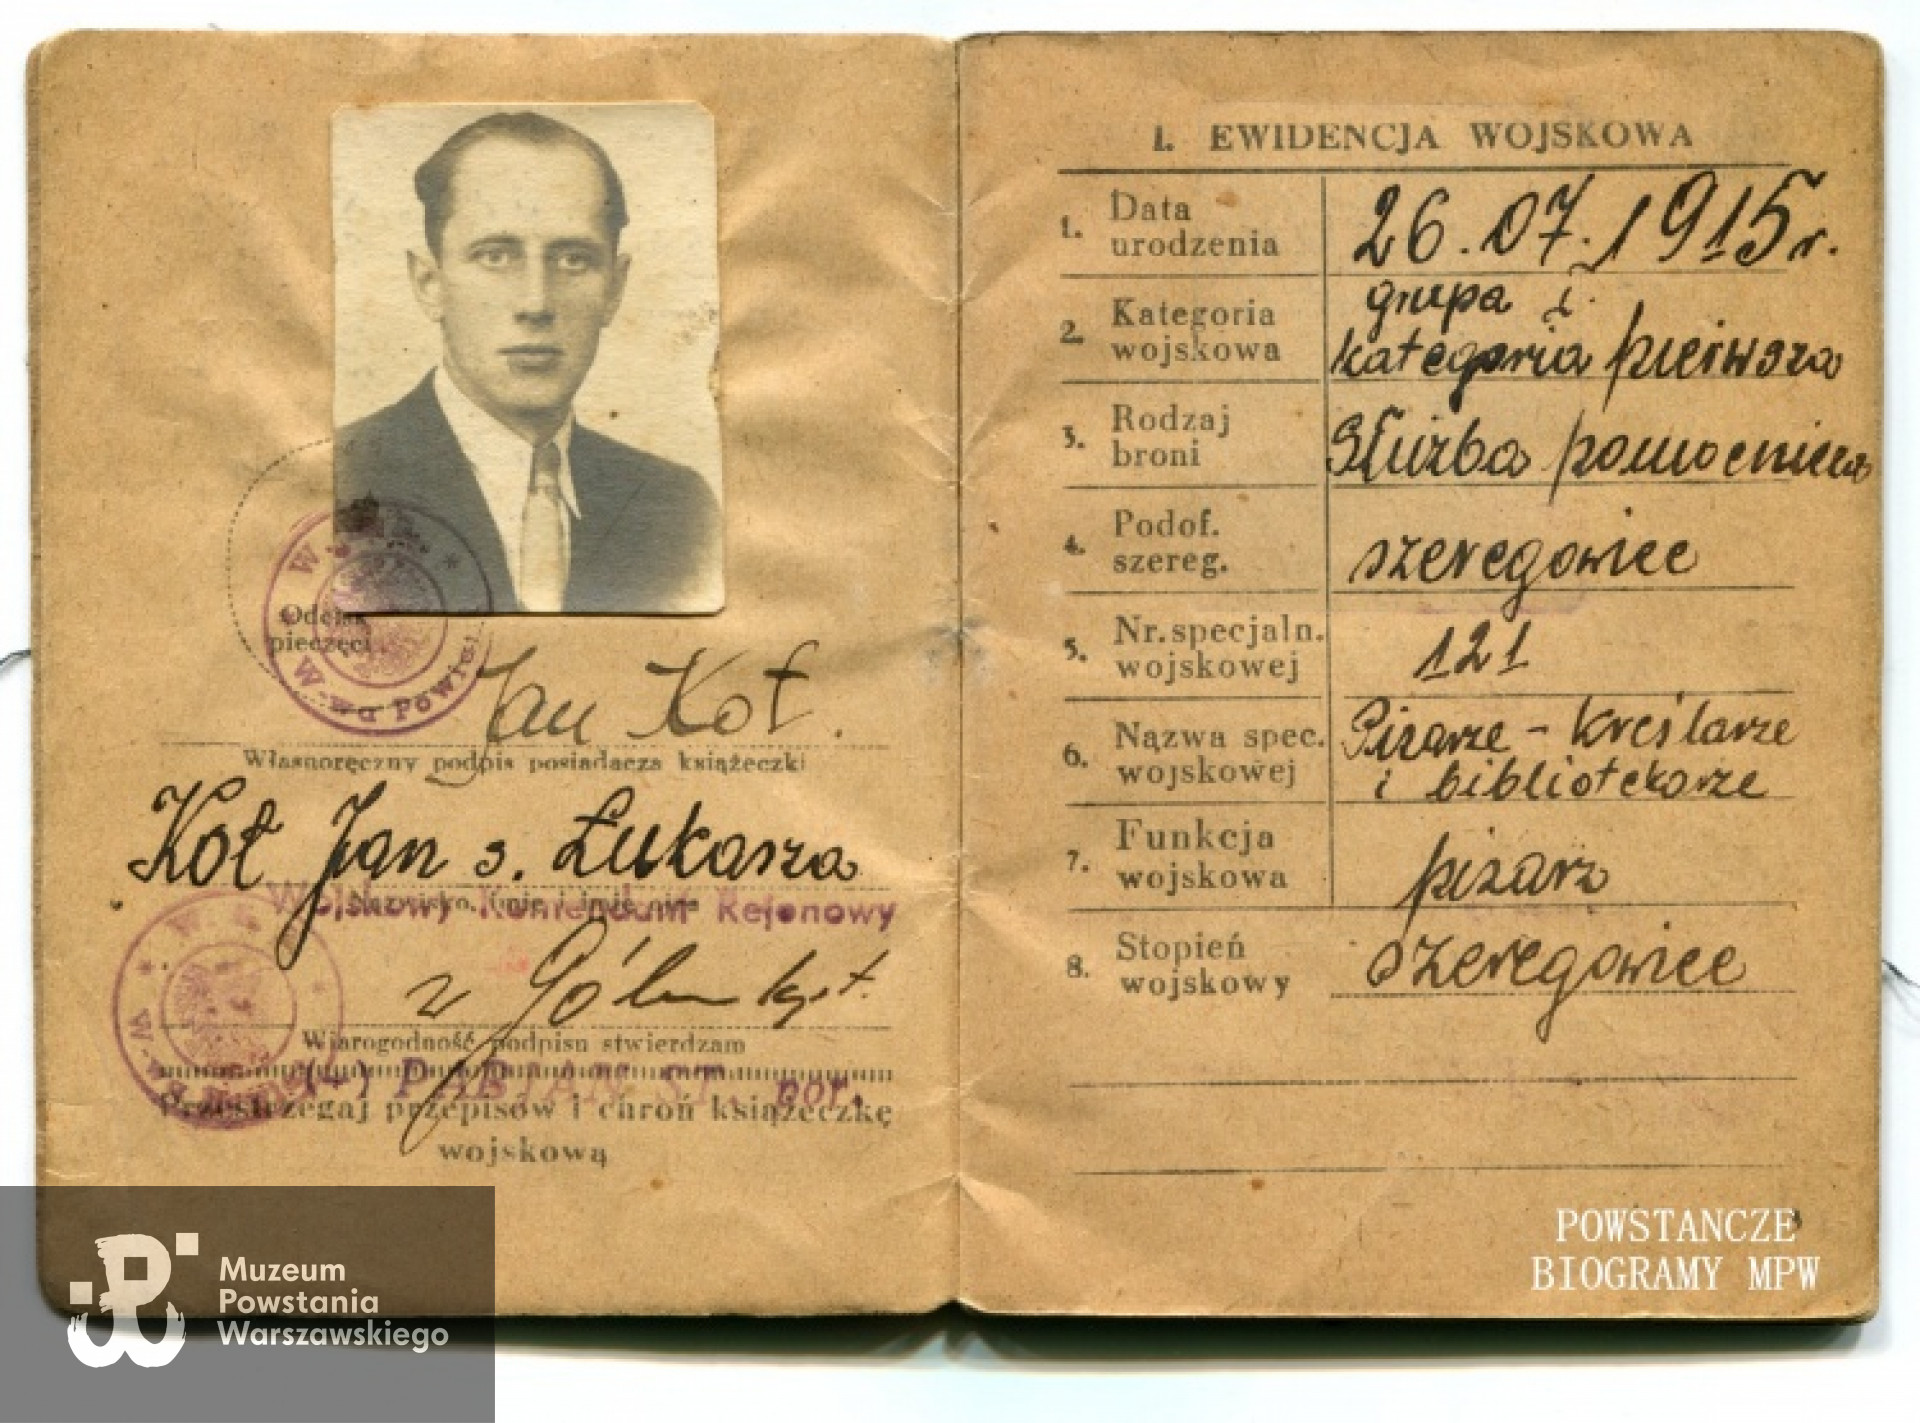 W.K.R. *
W-wa Powiat
Odcisk
pieczęci
Jan Kot.
Własnoręczny podpis posiadacza książeczki
Kot Jan s. Łukasza
Nazwisko, imię i imię ojca
Wojskowy Komendant Rejonowy
Wiarogodność podpisu stwierdzam
(-) PABJAN ST. por.
Przestrzegaj przepisów i chroń książeczkę
wojskową
I. EWIDENCJA WOJSKOWA
1. Data urodzenia
26.07.1915 r.
2. Kategoria wojskowa
grupa i
kategoria pierwsza
3. Rodzaj broni
Służba pomocnicza
4. Podof. szereg.
szeregowiec
5. Nr. specjaln. wojskowej
121
6. Nazwa spec. wojskowej
Pisarze - kreślarze
i bibliotekarze
7. Funkcja wojskowa
pisarz
8. Stopień wojskowy
szeregowiec
Muzeum
Powstania
Warszawskiego
POWSTANCZE
BIOGRAMY MPW